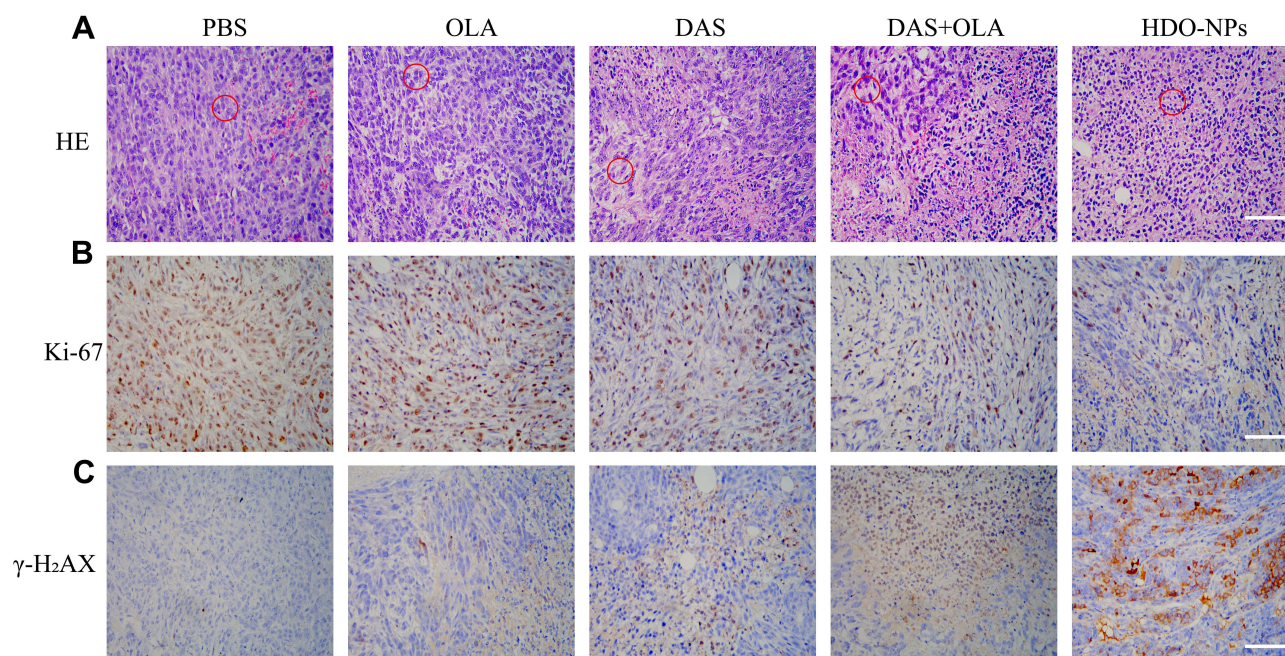 A PBS OLA DAS DAS+OLA HDO-NPs
HE
B
Ki-67
C
γ-H₂AX